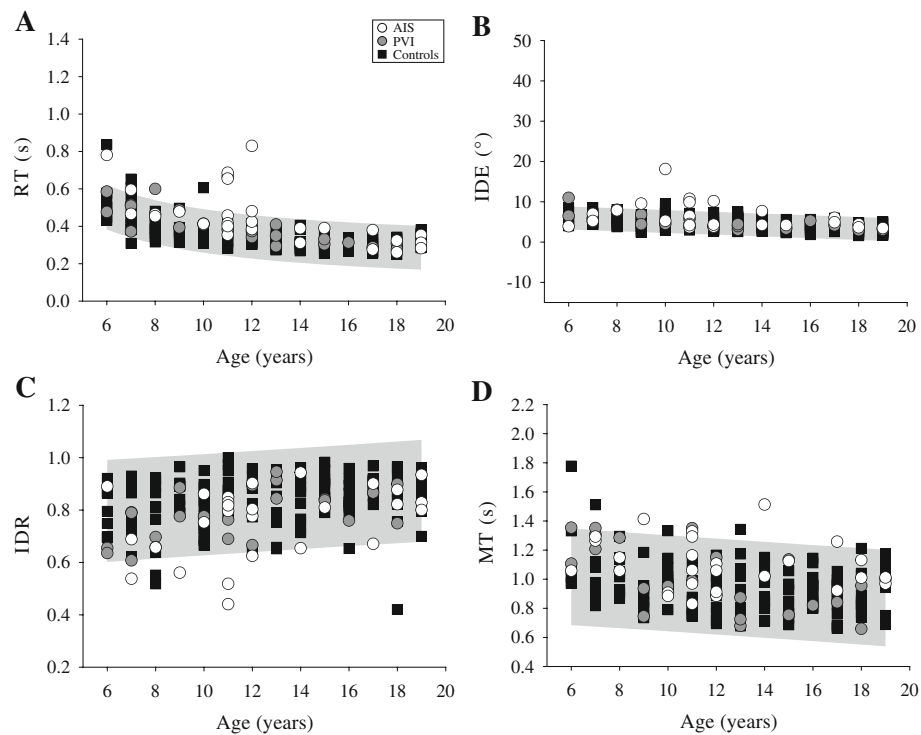 A
AIS
PVI
Controls
RT (s)
1.4
1.2
1.0
0.8
0.6
0.4
0.2
0.0
6 8 10 12 14 16 18 20
Age (years)
B
IDE (°)
50
40
30
20
10
0
-10
6 8 10 12 14 16 18 20
Age (years)
C
IDR
1.2
1.0
0.8
0.6
0.4
0.2
6 8 10 12 14 16 18 20
Age (years)
D
MT (s)
2.2
2.0
1.8
1.6
1.4
1.2
1.0
0.8
0.6
0.4
6 8 10 12 14 16 18 20
Age (years)